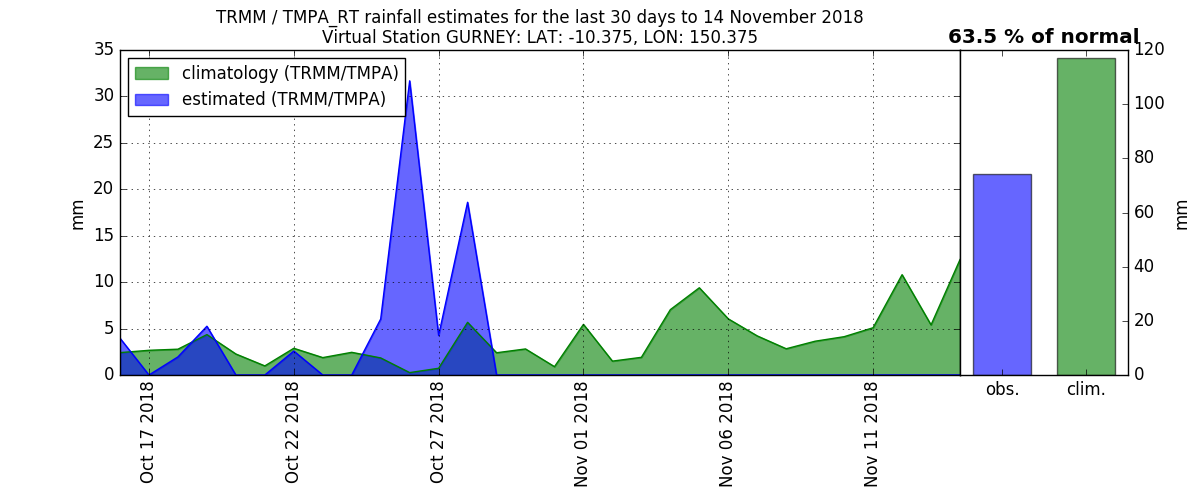 TRMM / TMPA_RT rainfall estimates for the last 30 days to 14 November 2018
Virtual Station GURNEY: LAT: -10.375, LON: 150.375
63.5 % of normal
climatology (TRMM/TMPA)
estimated (TRMM/TMPA)
35
30
25
20
15
10
5
0
mm
Oct 17 2018
Oct 22 2018
Oct 27 2018
Nov 01 2018
Nov 06 2018
Nov 11 2018
120
100
80
60
40
20
0
mm
obs.
clim.